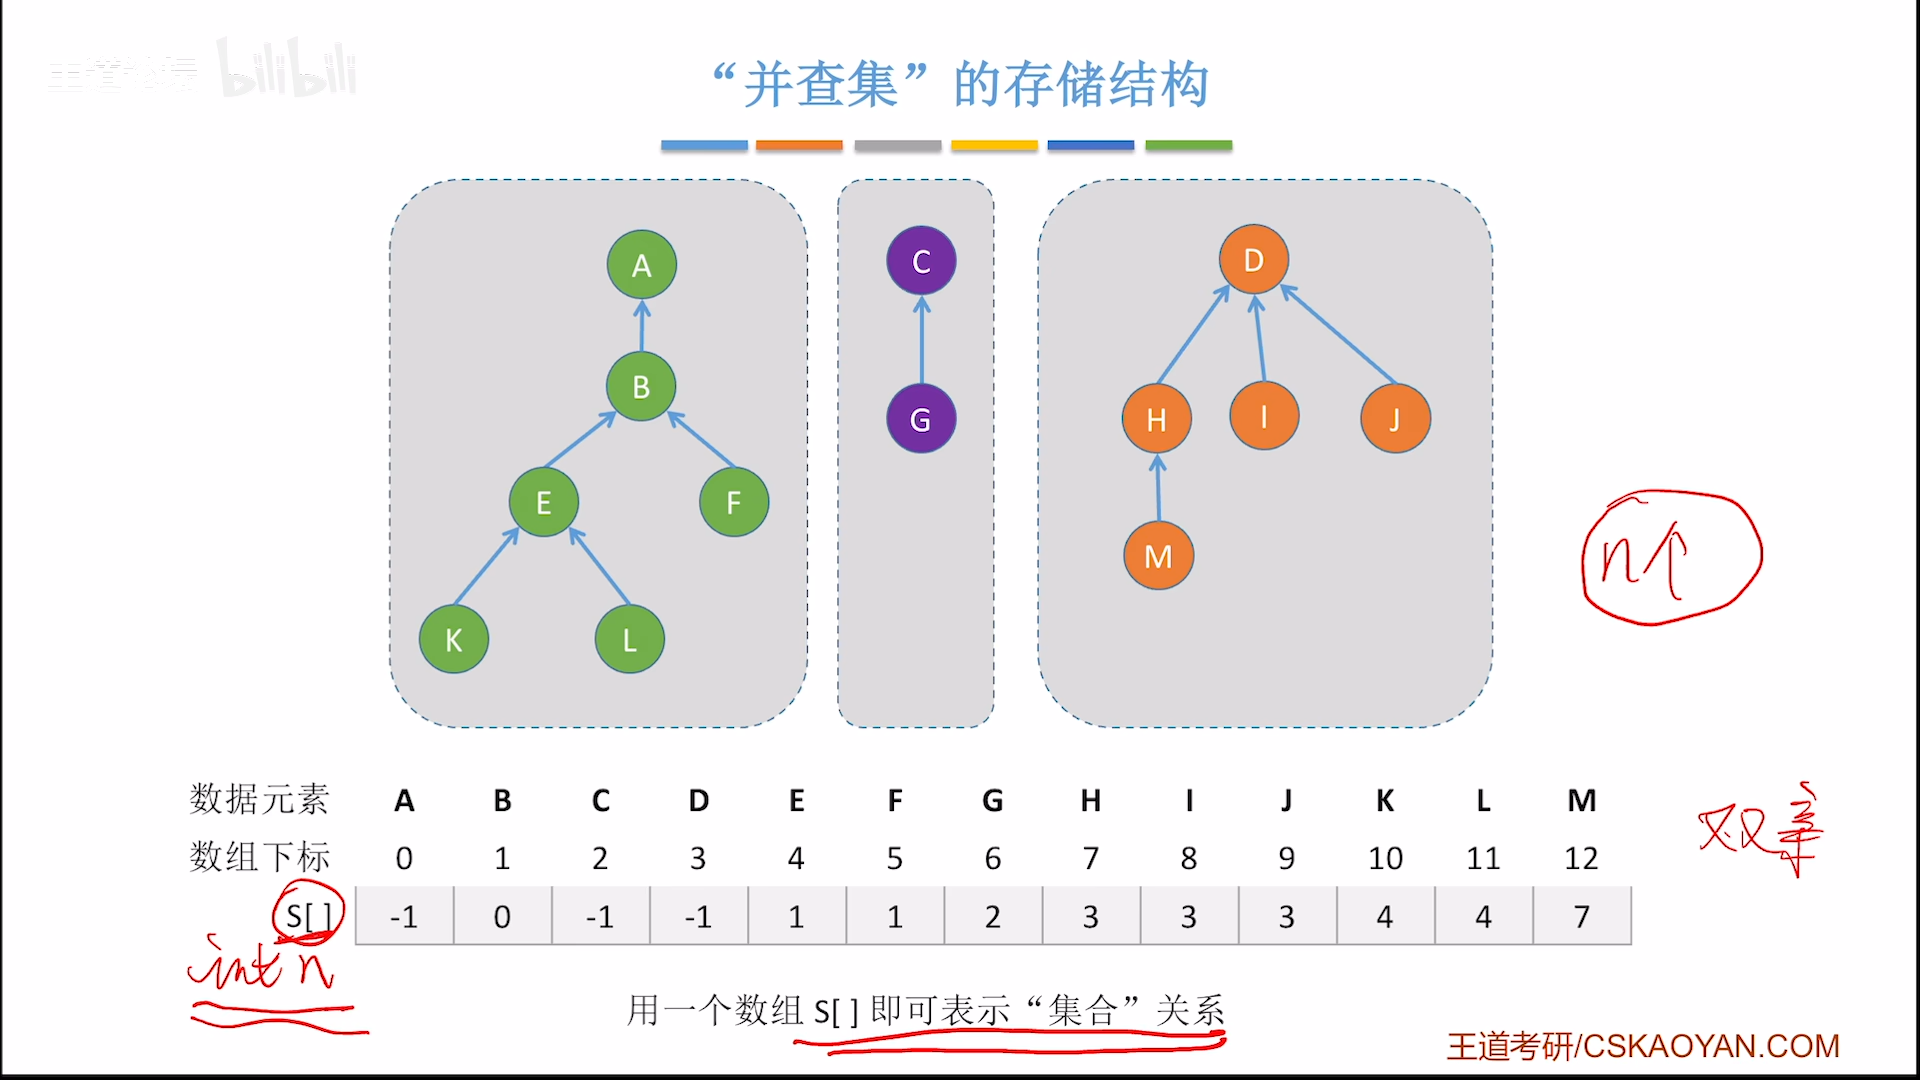 王道论坛 bilibili
“并查集”的存储结构
A
B
E
F
K
L
C
G
D
H
I
J
M
n个
数据元素 A B C D E F G H I J K L M
双亲
数组下标 0 1 2 3 4 5 6 7 8 9 10 11 12
S[ ] -1 0 -1 -1 1 1 2 3 3 3 4 4 7
int n
用一个数组 S[ ] 即可表示“集合”关系
王道考研/CSKAOYAN.COM